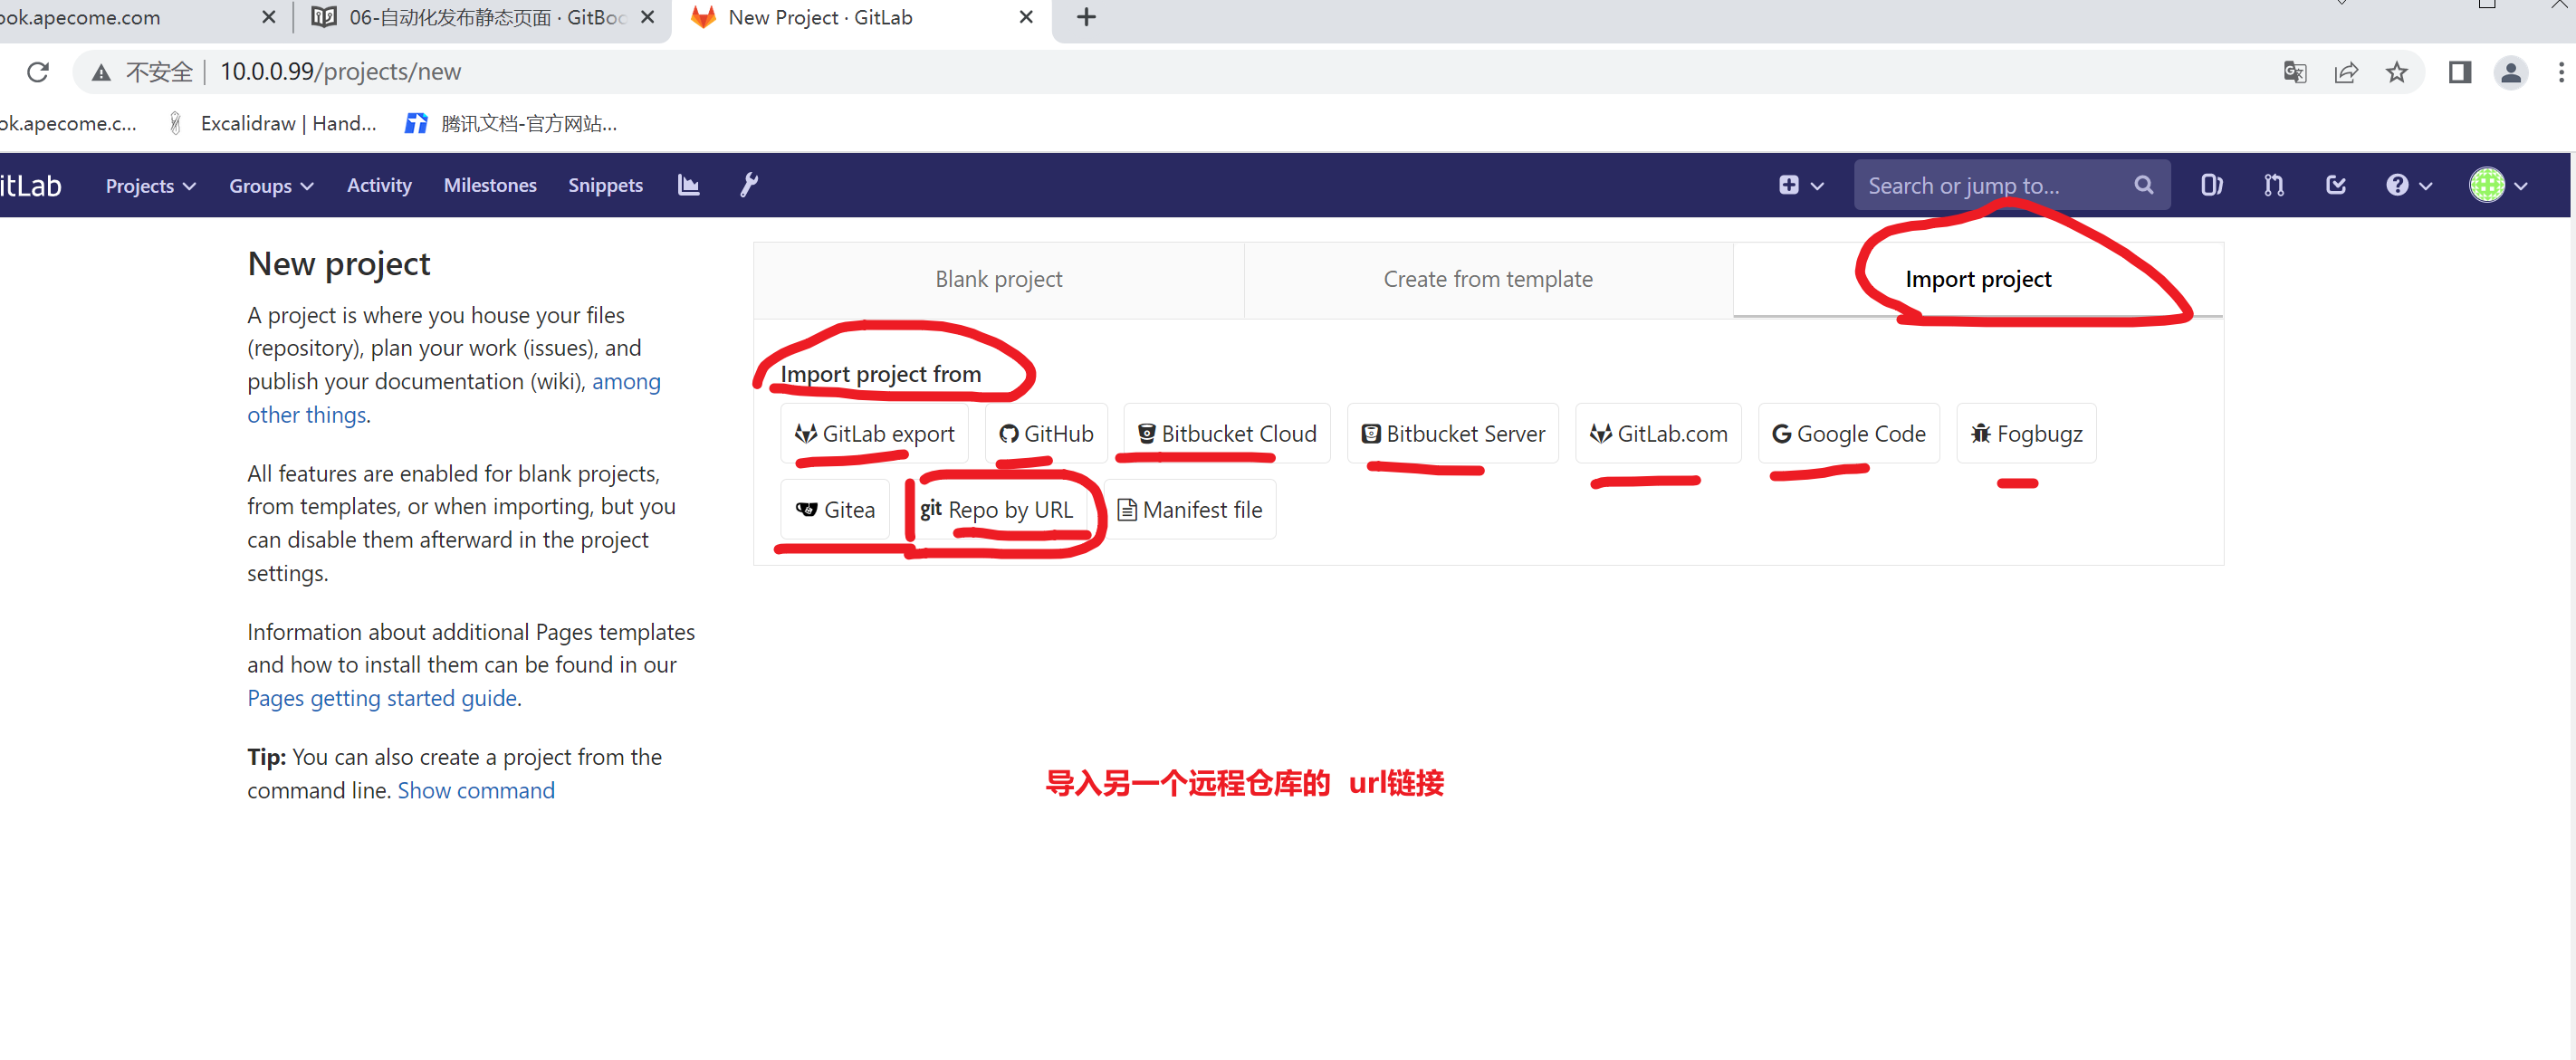 ook.apecome.com
06-自动化发布静态页面 · GitBoo
New Project · GitLab
不安全
10.0.0.99/projects/new
ok.apecome.c...
Excalidraw | Hand...
腾讯文档-官方网站...
itLab
Projects
Groups
Activity
Milestones
Snippets
Search or jump to...
New project
A project is where you house your files
(repository), plan your work (issues), and
publish your documentation (wiki), among
other things.
All features are enabled for blank projects,
from templates, or when importing, but you
can disable them afterward in the project
settings.
Information about additional Pages templates
and how to install them can be found in our
Pages getting started guide.
Tip: You can also create a project from the
command line. Show command
Blank project
Create from template
Import project
Import project from
GitLab export
GitHub
Bitbucket Cloud
Bitbucket Server
GitLab.com
Google Code
Fogbugz
Gitea
git Repo by URL
Manifest file
导入另一个远程仓库的 url链接